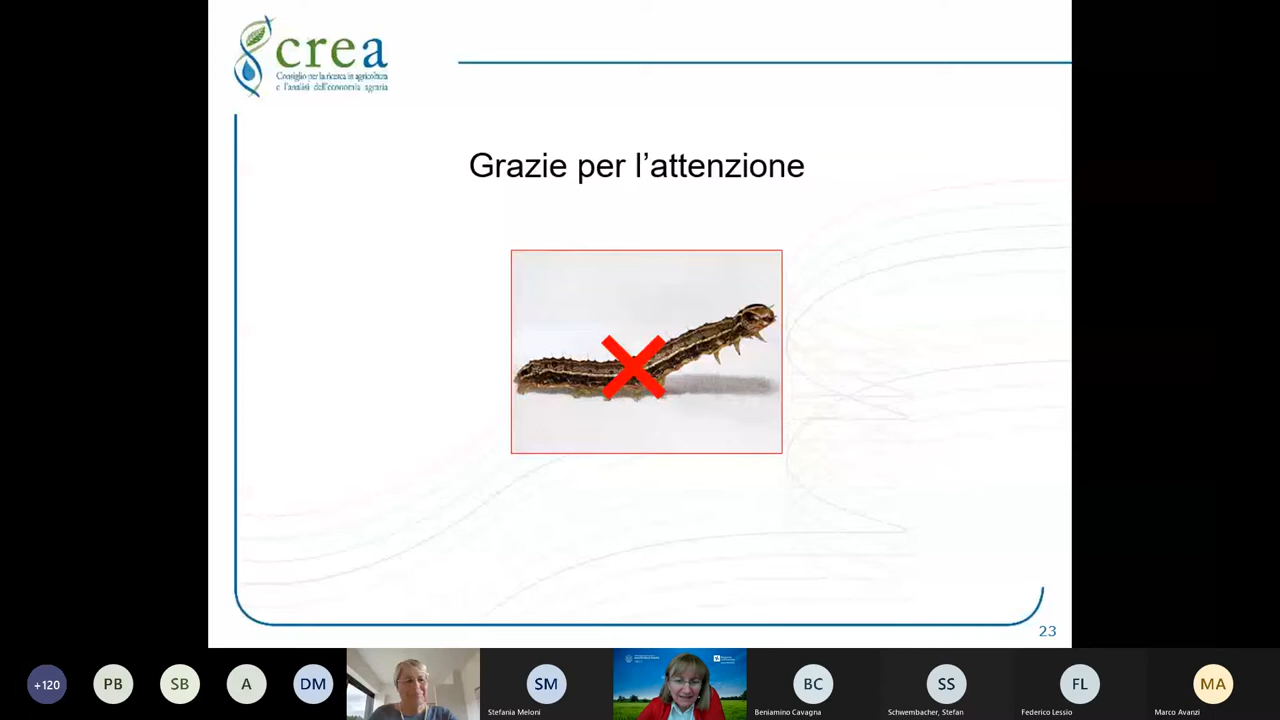 crea
Consiglio per la ricerca in agricoltura
e l'analisi dell'economia agraria
Grazie per l’attenzione
23
+120
PB
SB
A
DM
SM
Stefania Meloni
BC
Beniamino Cavagna
SS
Schwembacher, Stefan
FL
Federico Lessio
MA
Marco Avanzi